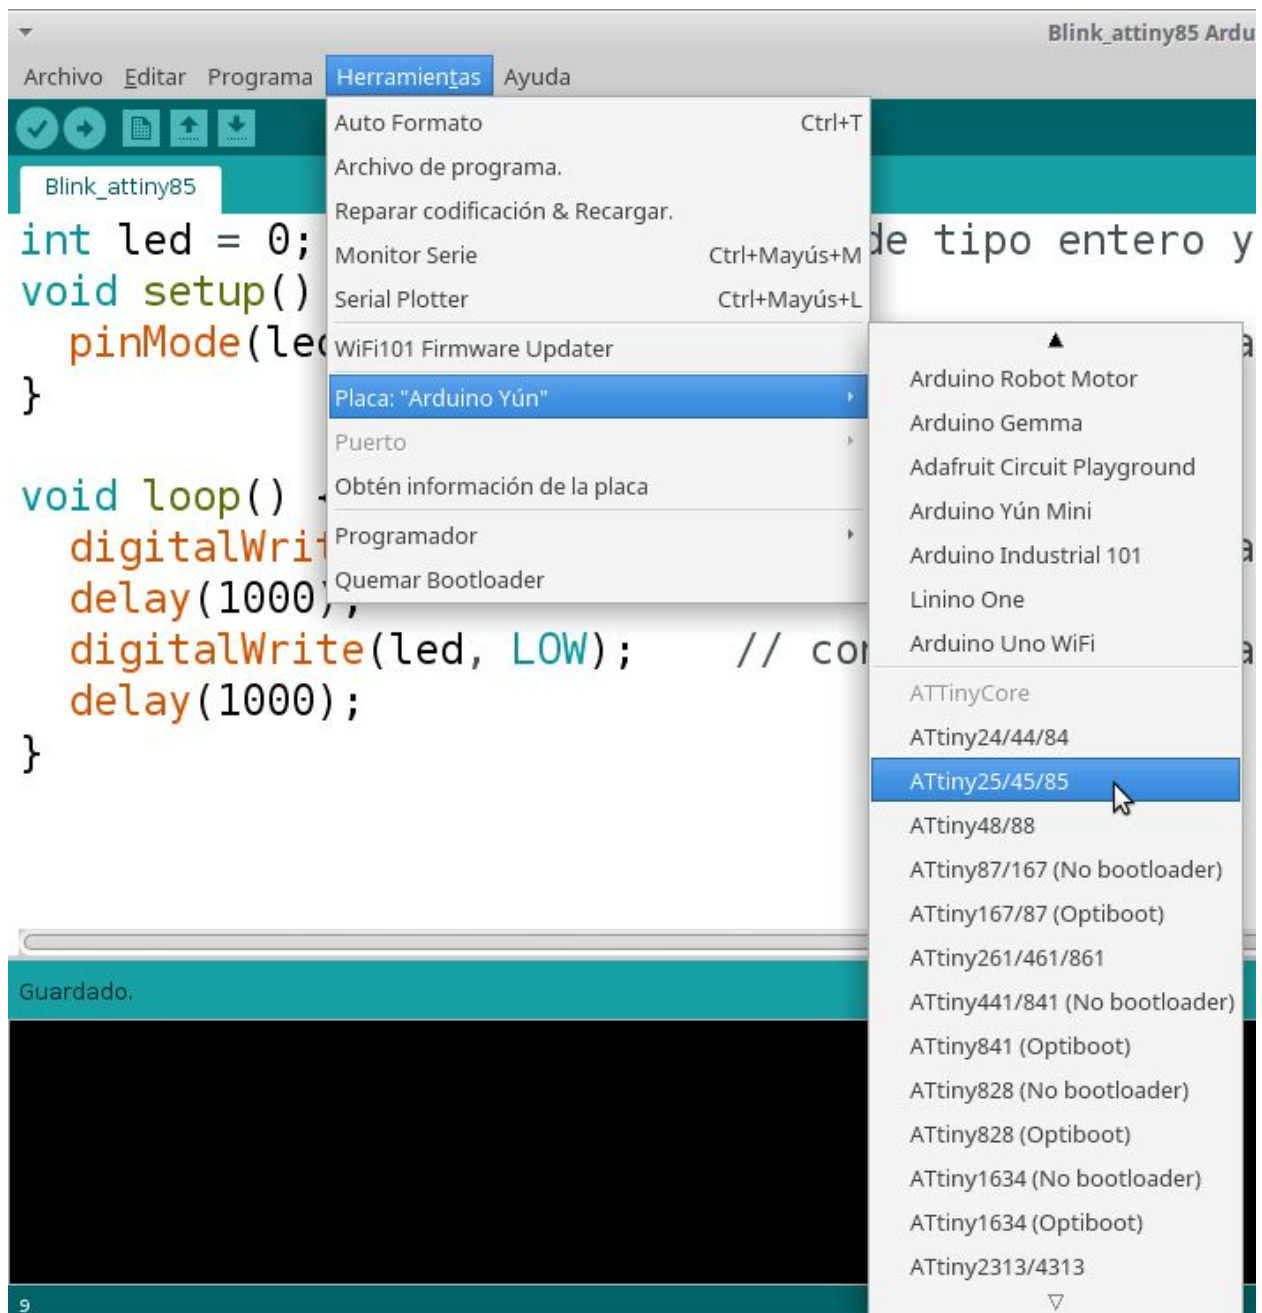 Blink_attiny85 Ardu
Archivo Editar Programa Herramientas Ayuda
Blink_attiny85
Auto Formato Ctrl+T
Archivo de programa.
Reparar codificación & Recargar.
Monitor Serie Ctrl+Mayús+M
Serial Plotter Ctrl+Mayús+L
WiFi101 Firmware Updater
Placa: "Arduino Yún"
Puerto
Obtén información de la placa
Programador
Quemar Bootloader
Arduino Robot Motor
Arduino Gemma
Adafruit Circuit Playground
Arduino Yún Mini
Arduino Industrial 101
Linino One
Arduino Uno WiFi
ATTinyCore
ATtiny24/44/84
ATtiny25/45/85
ATtiny48/88
ATtiny87/167 (No bootloader)
ATtiny167/87 (Optiboot)
ATtiny261/461/861
ATtiny441/841 (No bootloader)
ATtiny841 (Optiboot)
ATtiny828 (No bootloader)
ATtiny828 (Optiboot)
ATtiny1634 (No bootloader)
ATtiny1634 (Optiboot)
ATtiny2313/4313
int led = 0; de tipo entero y
void setup()
pinMode(led
}
void loop() {
digitalWrit
delay(1000);
digitalWrite(led, LOW); // con
delay(1000);
}
Guardado.
9